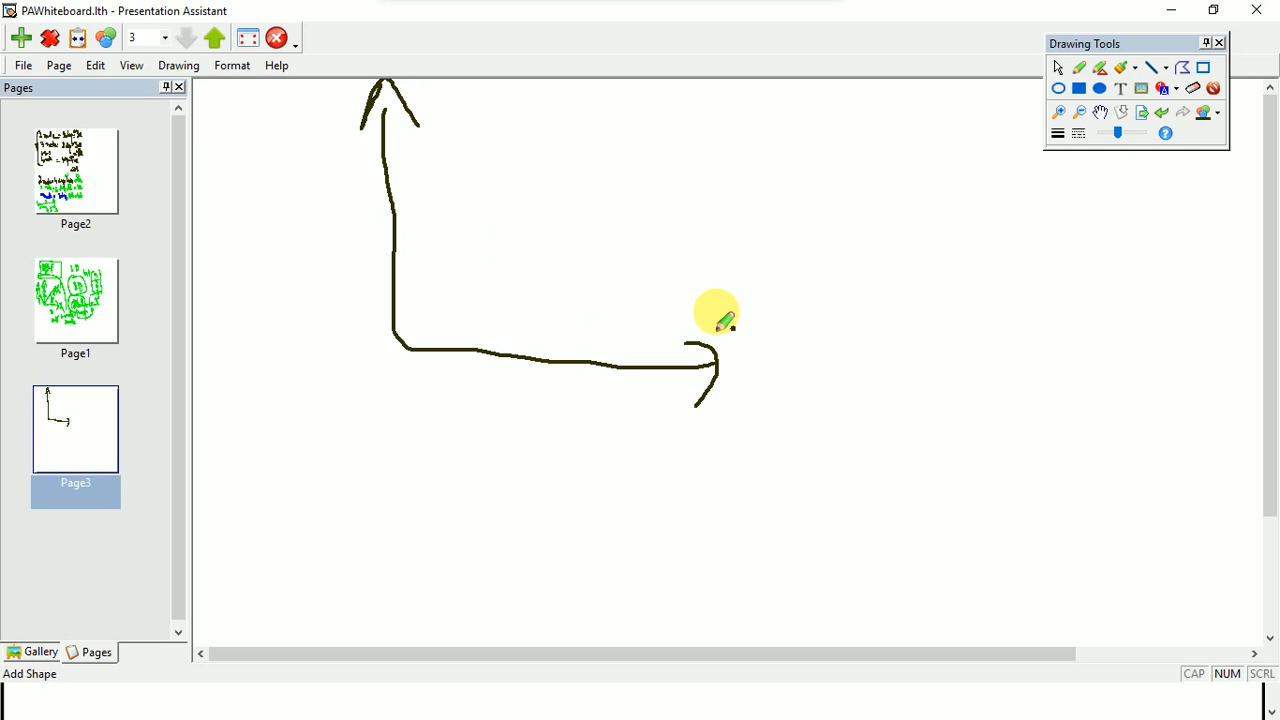 PAWhiteboard.lth - Presentation Assistant
3
File Page Edit View Drawing Format Help
Pages
Drawing Tools
Page2
Page1
Page3
Gallery Pages
Add Shape
CAP NUM SCRL